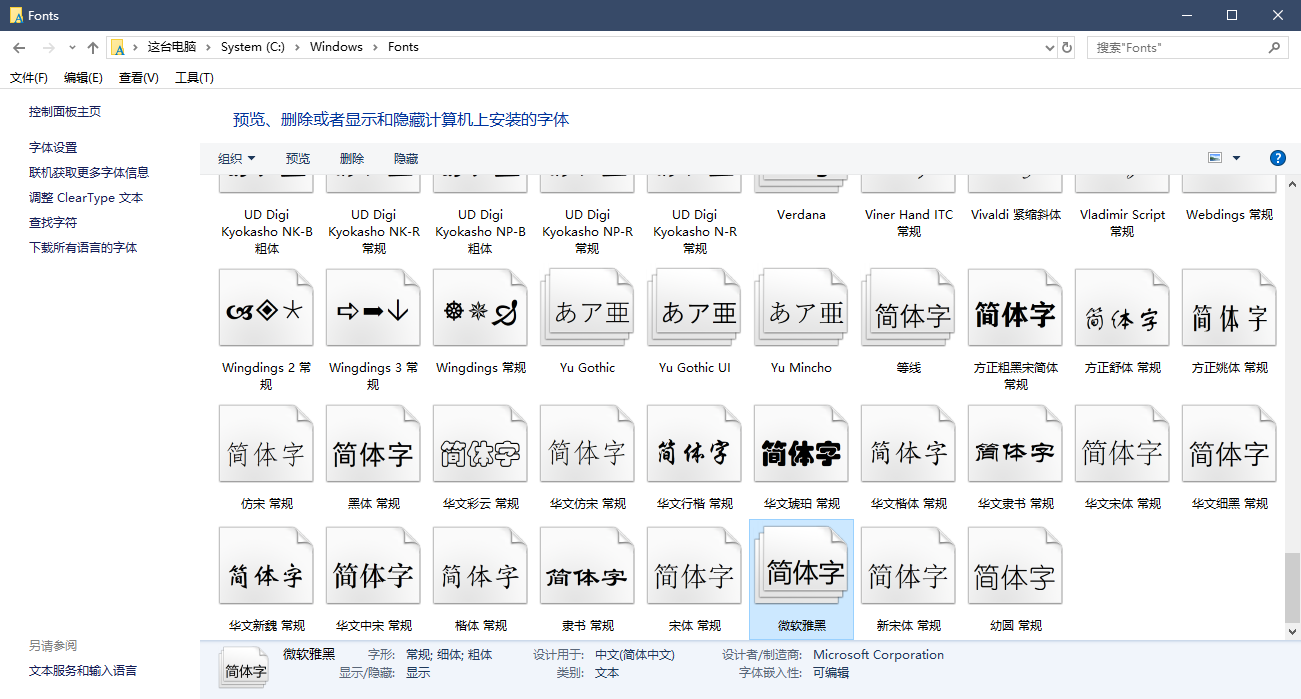 Fonts
这台电脑 System (C:) Windows Fonts
搜索"Fonts"
文件(F) 编辑(E) 查看(V) 工具(T)
控制面板主页
字体设置
联机获取更多字体信息
调整 ClearType 文本
查找字符
下载所有语言的字体
另请参阅
文本服务和输入语言
预览、删除或者显示和隐藏计算机上安装的字体
组织 预览 删除 隐藏
UD Digi Kyokasho NK-B 粗体
UD Digi Kyokasho NK-R 常规
UD Digi Kyokasho NP-B 粗体
UD Digi Kyokasho NP-R 常规
UD Digi Kyokasho N-R 常规
Verdana
Viner Hand ITC 常规
Vivaldi 紧缩斜体
Vladimir Script 常规
Webdings 常规
あア亜 あア亜 あア亜 简体字 简体字 简体字 简体字
Wingdings 2 常规
Wingdings 3 常规
Wingdings 常规
Yu Gothic
Yu Gothic UI
Yu Mincho
等线
方正粗黑宋简体 常规
方正舒体 常规
方正姚体 常规
简体字 简体字 简体字 简体字 简体字 简体字 简体字 简体字 简体字 简体字
仿宋 常规
黑体 常规
华文彩云 常规
华文仿宋 常规
华文行楷 常规
华文琥珀 常规
华文楷体 常规
华文隶书 常规
华文宋体 常规
华文细黑 常规
简体字 简体字 简体字 简体字 简体字 简体字 简体字 简体字
华文新魏 常规
华文中宋 常规
楷体 常规
隶书 常规
宋体 常规
微软雅黑
新宋体 常规
幼圆 常规
简体字
微软雅黑 字形: 常规; 细体; 粗体 设计用于: 中文(简体中文) 设计者/制造商: Microsoft Corporation
显示/隐藏: 显示 类别: 文本 字体嵌入性: 可编辑